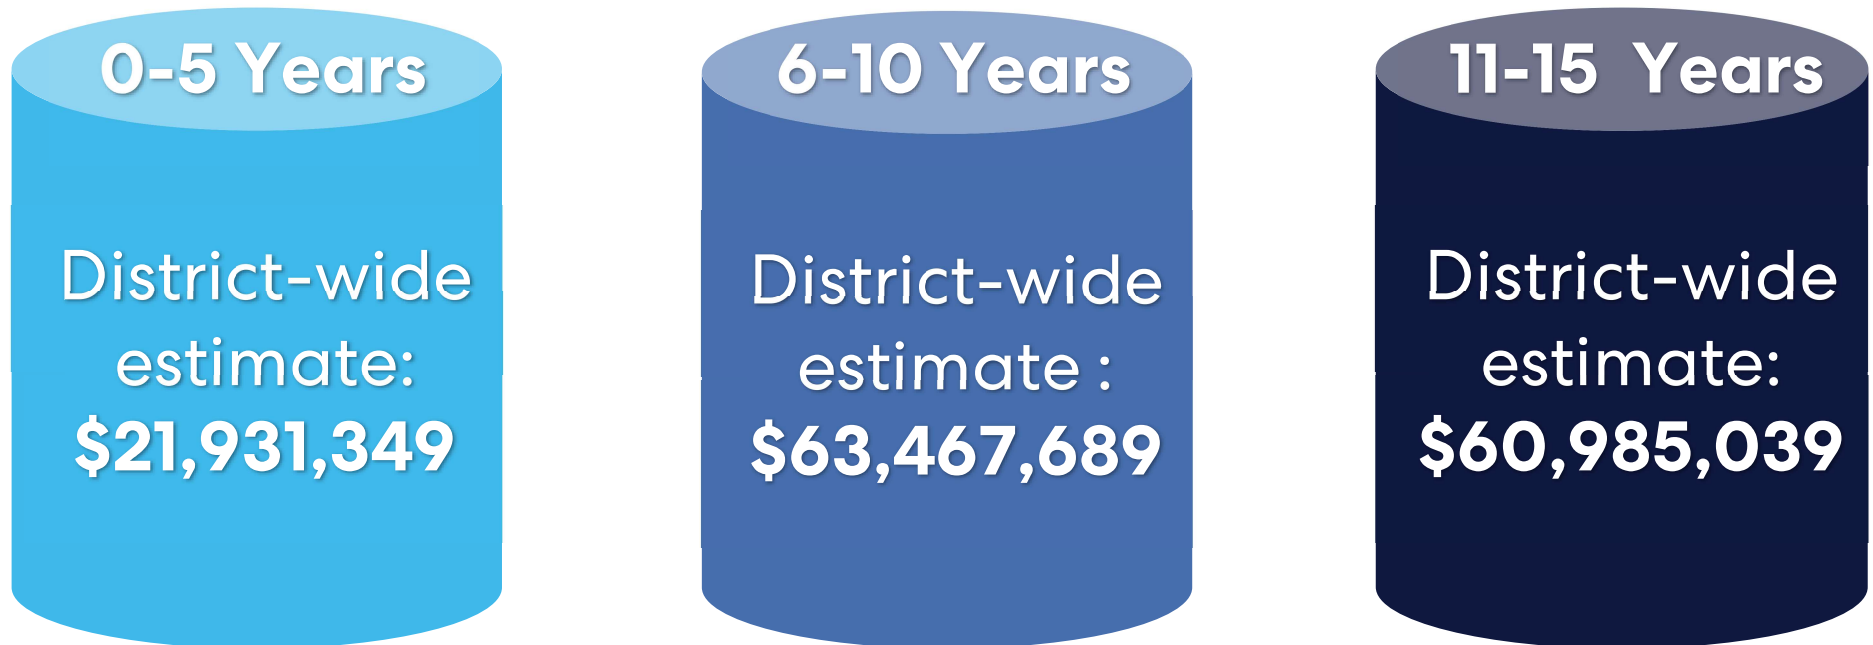 0-5 Years
District-wide
estimate:
$21,931,349
6-10 Years
District-wide
estimate :
$63,467,689
11-15 Years
District-wide
estimate:
$60,985,039